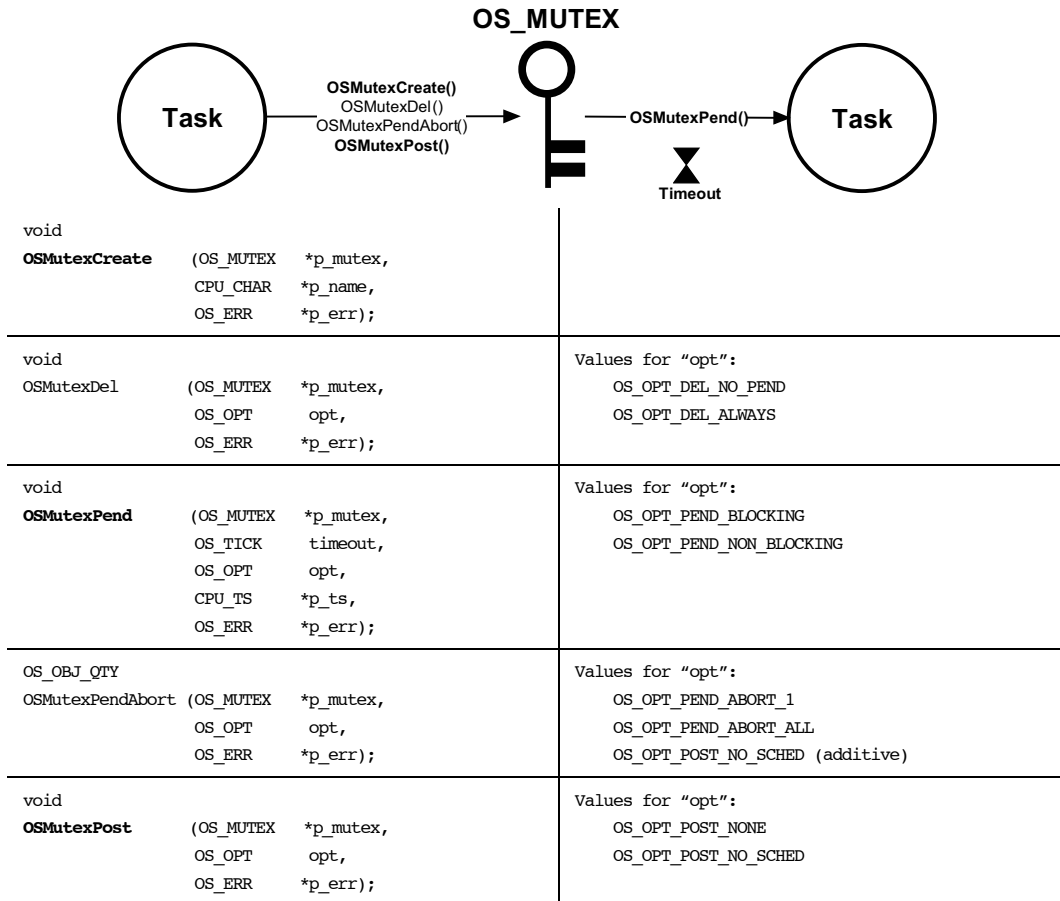 OS_MUTEX
Task
OSMutexCreate()
OSMutexDel()
OSMutexPendAbort()
OSMutexPost()
OSMutexPend()
Timeout
Task
void
OSMutexCreate (OS_MUTEX *p_mutex,
CPU_CHAR *p_name,
OS_ERR *p_err);
void
OSMutexDel (OS_MUTEX *p_mutex,
OS_OPT opt,
OS_ERR *p_err);
Values for “opt”:
OS_OPT_DEL_NO_PEND
OS_OPT_DEL_ALWAYS
void
OSMutexPend (OS_MUTEX *p_mutex,
OS_TICK timeout,
OS_OPT opt,
CPU_TS *p_ts,
OS_ERR *p_err);
Values for “opt”:
OS_OPT_PEND_BLOCKING
OS_OPT_PEND_NON_BLOCKING
OS_OBJ_QTY
OSMutexPendAbort (OS_MUTEX *p_mutex,
OS_OPT opt,
OS_ERR *p_err);
Values for “opt”:
OS_OPT_PEND_ABORT_1
OS_OPT_PEND_ABORT_ALL
OS_OPT_POST_NO_SCHED (additive)
void
OSMutexPost (OS_MUTEX *p_mutex,
OS_OPT opt,
OS_ERR *p_err);
Values for “opt”:
OS_OPT_POST_NONE
OS_OPT_POST_NO_SCHED